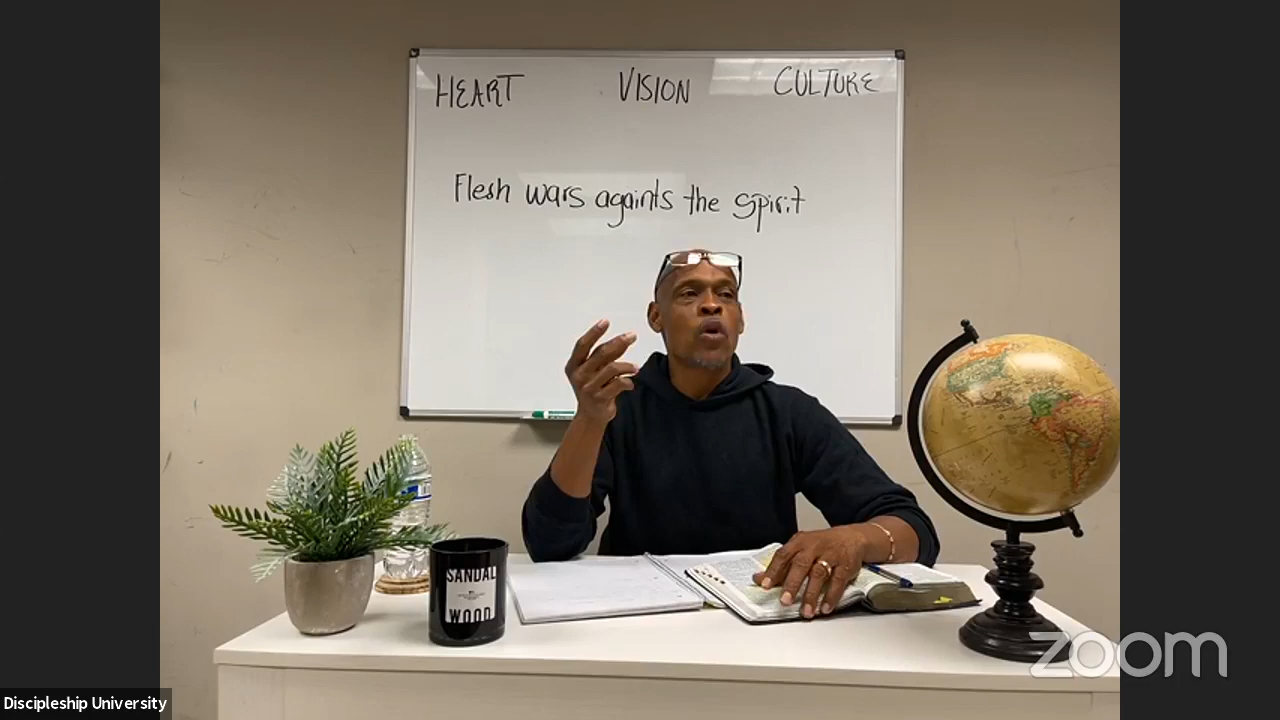 HEART VISION CULTURE
Flesh wars againts the spirit
SANDAL
WOOD
zoom
Discipleship University